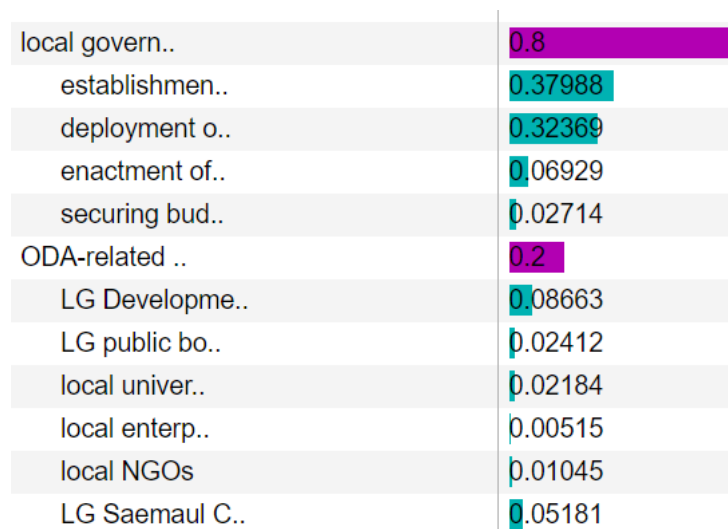 local govern.. 0.8
establishmen.. 0.37988
deployment o.. 0.32369
enactment of.. 0.06929
securing bud.. 0.02714
ODA-related .. 0.2
LG Developme.. 0.08663
LG public bo.. 0.02412
local univer.. 0.02184
local enterp.. 0.00515
local NGOs 0.01045
LG Saemaul C.. 0.05181